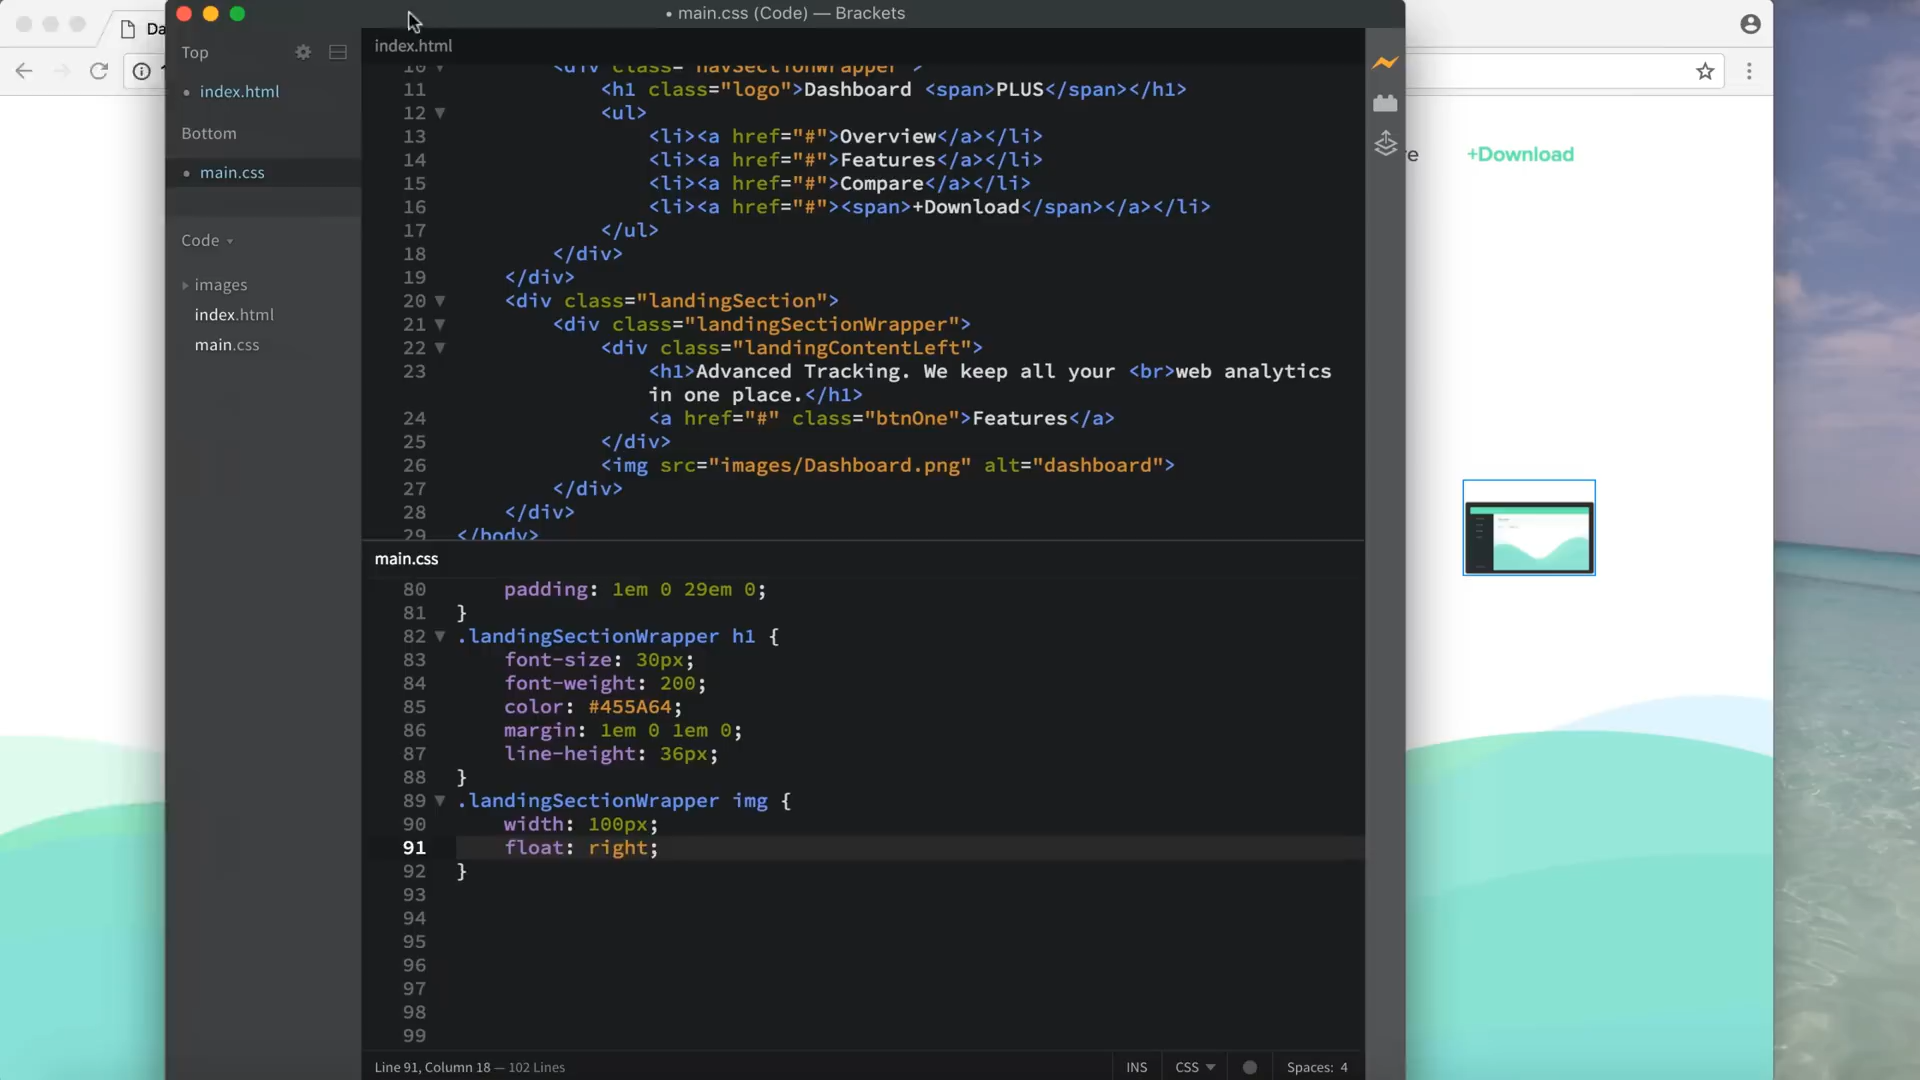 • main.css (Code) — Brackets
Da
Top
• index.html
Bottom
• main.css
Code
images
index.html
main.css
index.html
10 <div class="navSectionWrapper">
11 <h1 class="logo">Dashboard <span>PLUS</span></h1>
12 <ul>
13 <li><a href="#">Overview</a></li>
14 <li><a href="#">Features</a></li>
15 <li><a href="#">Compare</a></li>
16 <li><a href="#"><span>+Download</span></a></li>
17 </ul>
18 </div>
19 </div>
20 <div class="landingSection">
21 <div class="landingSectionWrapper">
22 <div class="landingContentLeft">
23 <h1>Advanced Tracking. We keep all your <br>web analytics
in one place.</h1>
24 <a href="#" class="btnOne">Features</a>
25 </div>
26 <img src="images/Dashboard.png" alt="dashboard">
27 </div>
28 </div>
29 </body>
main.css
80 padding: 1em 0 29em 0;
81 }
82 .landingSectionWrapper h1 {
83 font-size: 30px;
84 font-weight: 200;
85 color: #455A64;
86 margin: 1em 0 1em 0;
87 line-height: 36px;
88 }
89 .landingSectionWrapper img {
90 width: 100px;
91 float: right;
92 }
93
94
95
96
97
98
99
Line 91, Column 18 — 102 Lines
INS
CSS
Spaces: 4
re
+Download